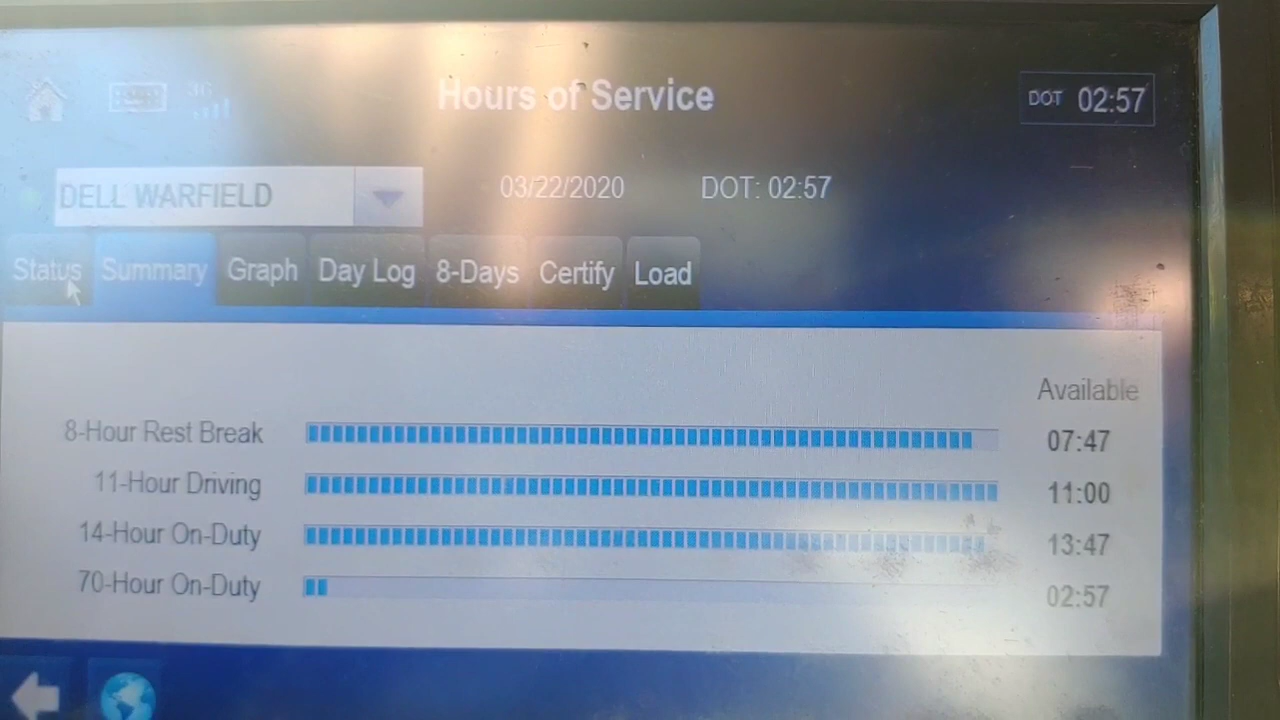 3G
Hours of Service
DOT 02:57
DELL WARFIELD
03/22/2020
DOT: 02:57
Status Summary Graph Day Log 8-Days Certify Load
Available
8-Hour Rest Break 07:47
11-Hour Driving 11:00
14-Hour On-Duty 13:47
70-Hour On-Duty 02:57